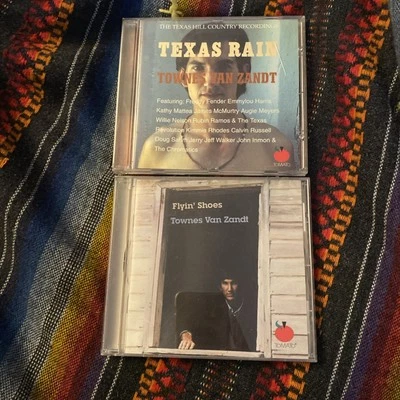 THE TEXAS HILL COUNTRY RECORDINGS
TEXAS RAIN
TOWNES VAN ZANDT
Featuring: Freddy Fender Emmylou Harris
Kathy Mattea James McMurtry Augie Meyers
Willie Nelson Rubin Ramos & The Texas
Revolution Kimmie Rhodes Calvin Russell
Doug Sahm Jerry Jeff Walker John Inmon &
The
Flyin' Shoes
Townes Van Zandt
TOMATO